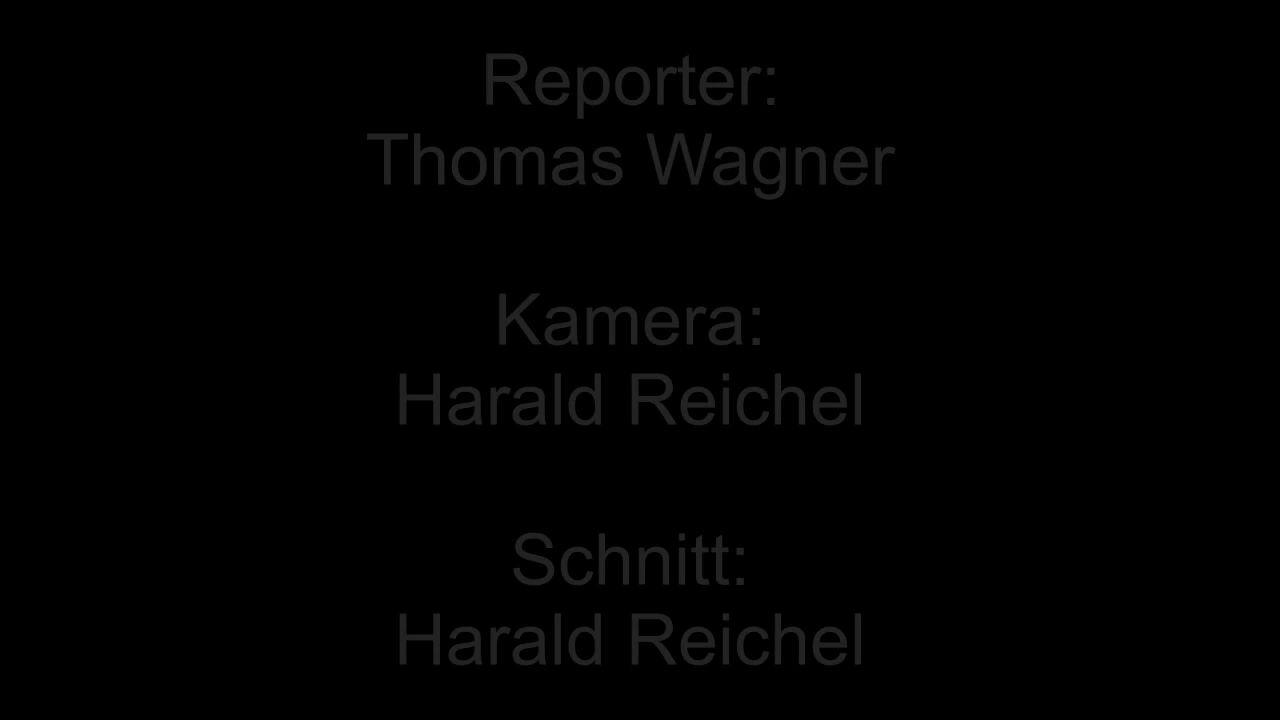 Reporter:
Thomas Wagner
Kamera:
Harald Reichel
Schnitt:
Harald Reichel